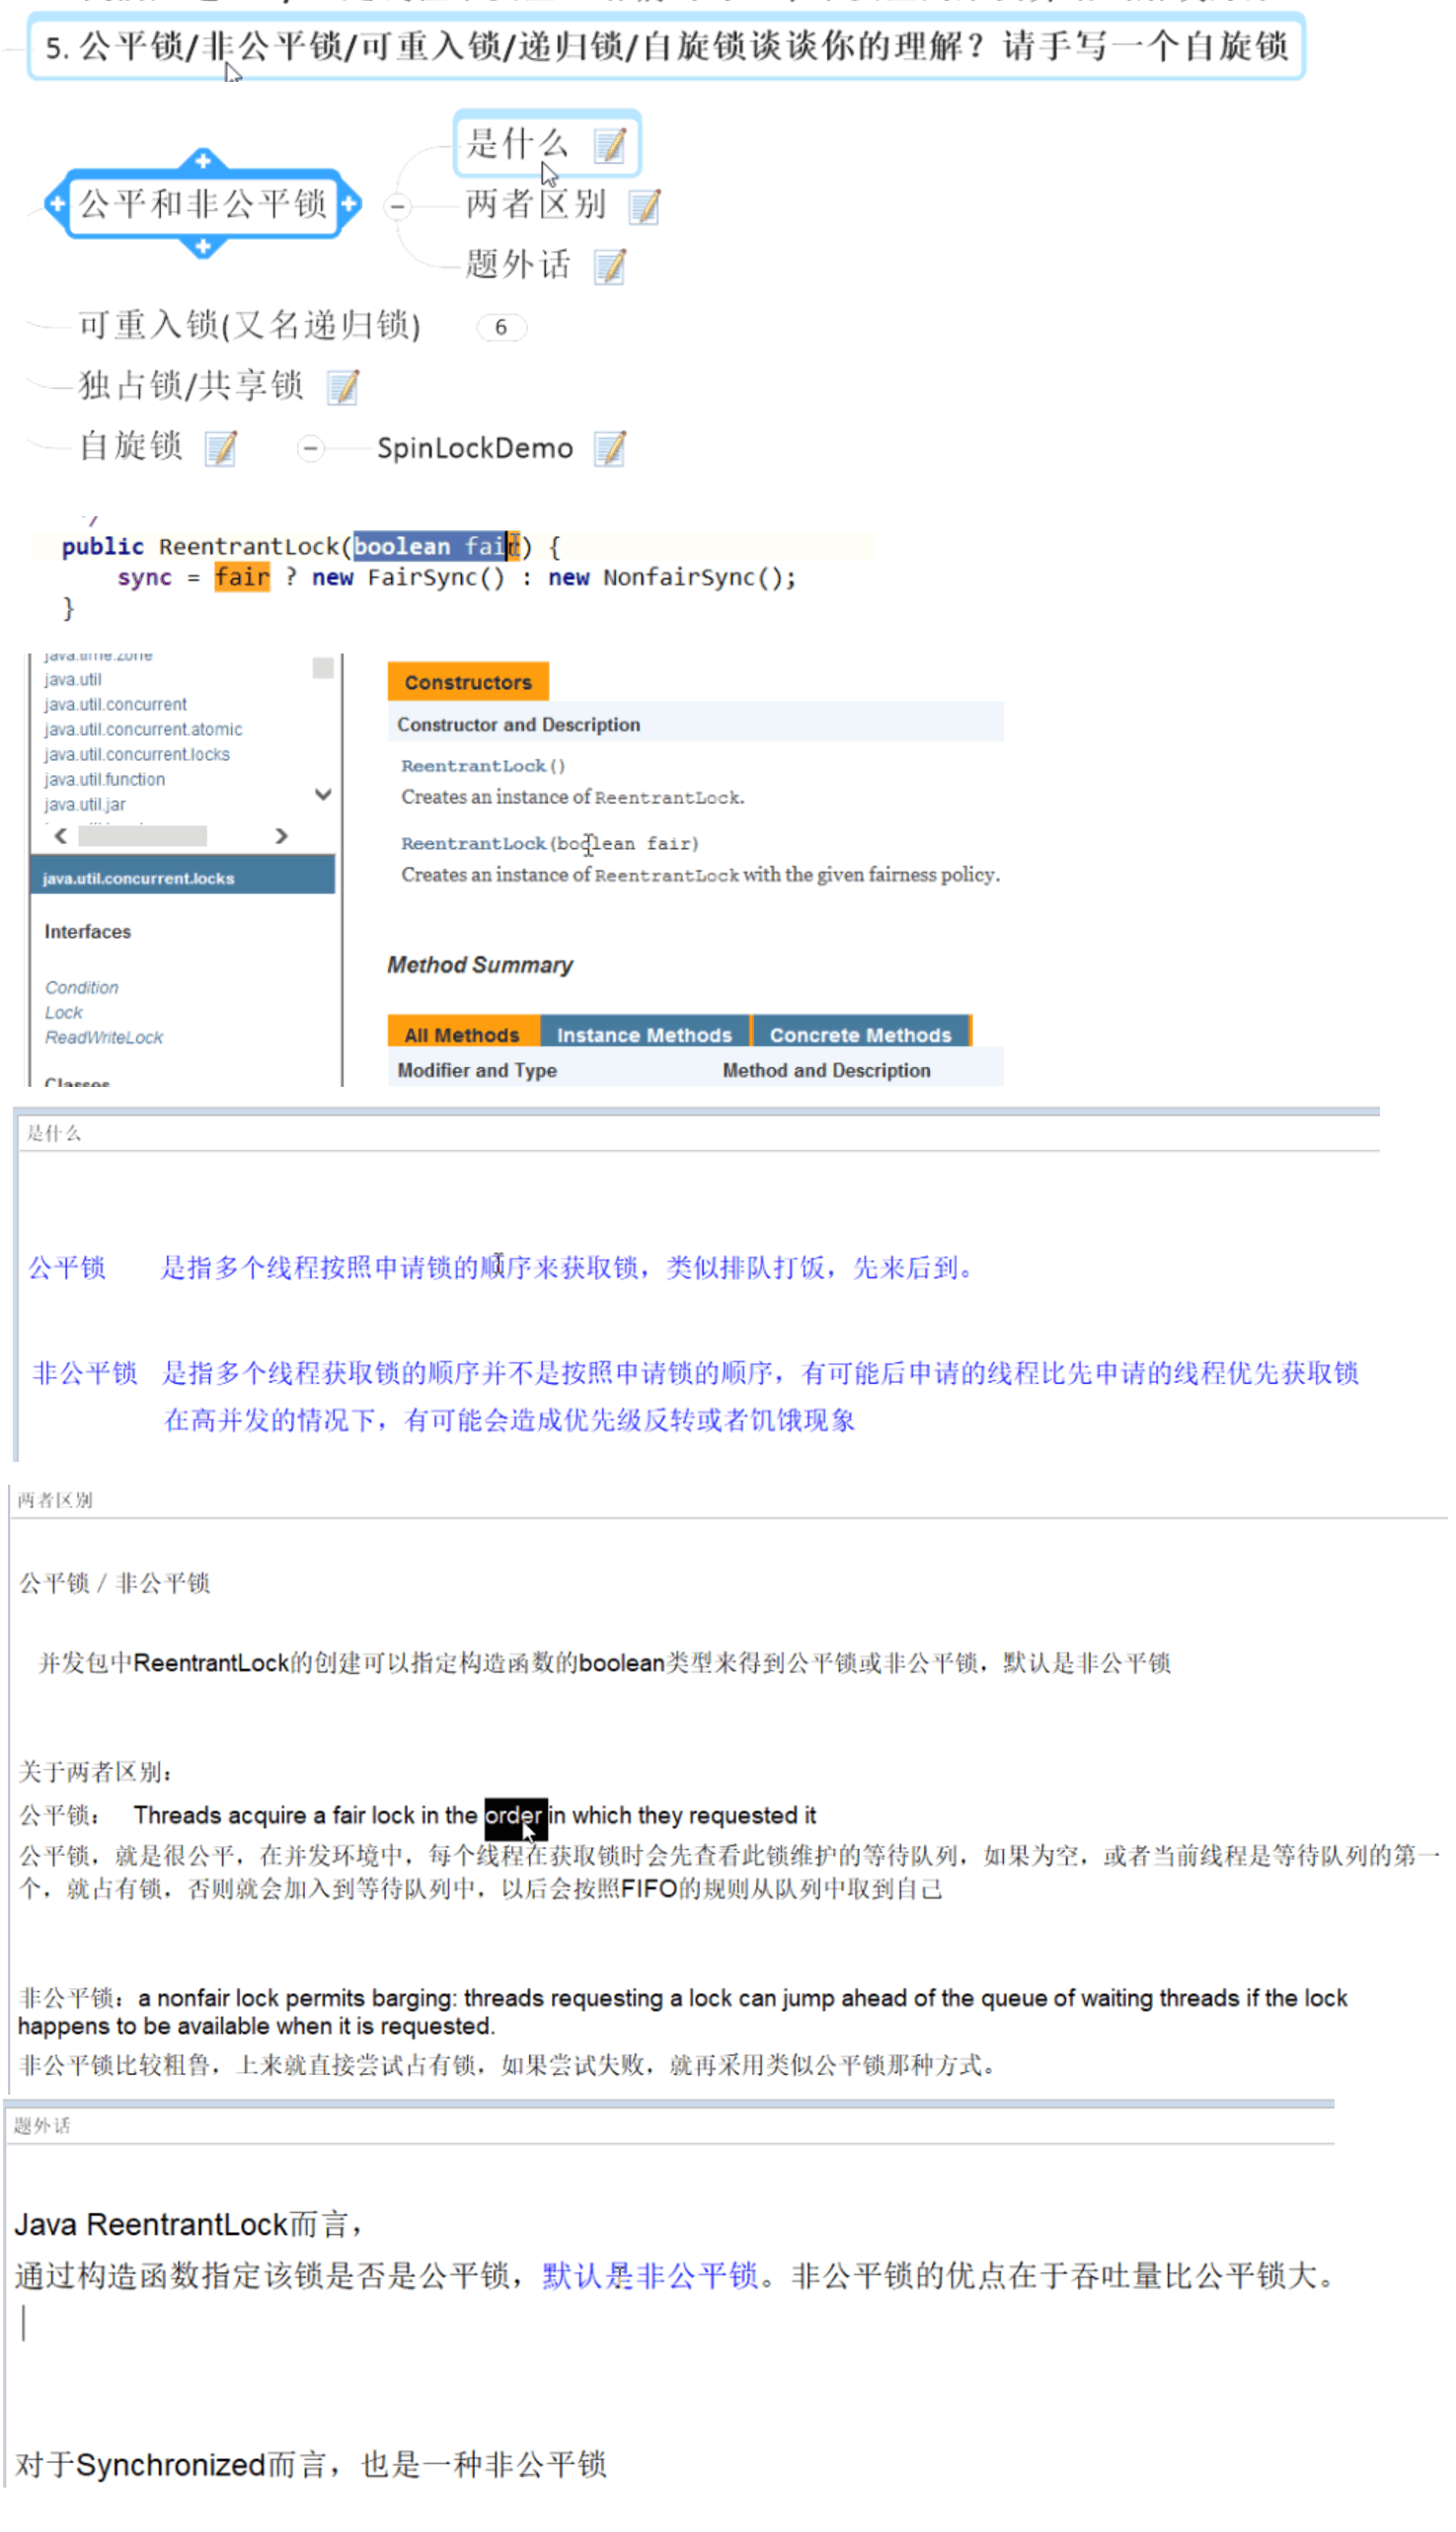 5. 公平锁/非公平锁/可重入锁/递归锁/自旋锁谈谈你的理解？请手写一个自旋锁
是什么
公平和非公平锁
两者区别
题外话
可重入锁(又名递归锁) 6
独占锁/共享锁
自旋锁 SpinLockDemo
*/
public ReentrantLock(boolean fair) {
sync = fair ? new FairSync() : new NonfairSync();
}
java.time.zone
java.util
java.util.concurrent
java.util.concurrent.atomic
java.util.concurrent.locks
java.util.function
java.util.jar
java.util.concurrent.locks
Interfaces
Condition
Lock
ReadWriteLock
Classes
Constructors
Constructor and Description
ReentrantLock()
Creates an instance of ReentrantLock.
ReentrantLock(boolean fair)
Creates an instance of ReentrantLock with the given fairness policy.
Method Summary
All Methods Instance Methods Concrete Methods
Modifier and Type Method and Description
是什么
公平锁 是指多个线程按照申请锁的顺序来获取锁，类似排队打饭，先来后到。
非公平锁 是指多个线程获取锁的顺序并不是按照申请锁的顺序，有可能后申请的线程比先申请的线程优先获取锁
在高并发的情况下，有可能会造成优先级反转或者饥饿现象
两者区别
公平锁 / 非公平锁
并发包中ReentrantLock的创建可以指定构造函数的boolean类型来得到公平锁或非公平锁，默认是非公平锁
关于两者区别：
公平锁： Threads acquire a fair lock in the order in which they requested it
公平锁，就是很公平，在并发环境中，每个线程在获取锁时会先查看此锁维护的等待队列，如果为空，或者当前线程是等待队列的第一
个，就占有锁，否则就会加入到等待队列中，以后会按照FIFO的规则从队列中取到自己
非公平锁：a nonfair lock permits barging: threads requesting a lock can jump ahead of the queue of waiting threads if the lock
happens to be available when it is requested.
非公平锁比较粗鲁，上来就直接尝试占有锁，如果尝试失败，就再采用类似公平锁那种方式。
题外话
Java ReentrantLock而言，
通过构造函数指定该锁是否是公平锁，默认是非公平锁。非公平锁的优点在于吞吐量比公平锁大。
对于Synchronized而言，也是一种非公平锁